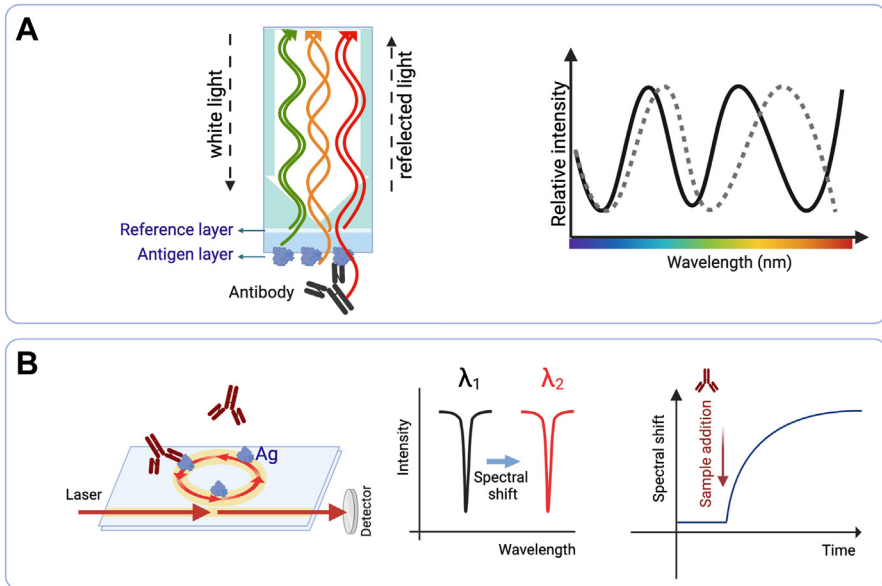 A
white light
refelected light
Reference layer
Antigen layer
Antibody
Relative intensity
Wavelength (nm)
B
Ag
Laser
Detector
λ1
λ2
Intensity
Spectral
shift
Wavelength
Spectral shift
Sample addition
Time